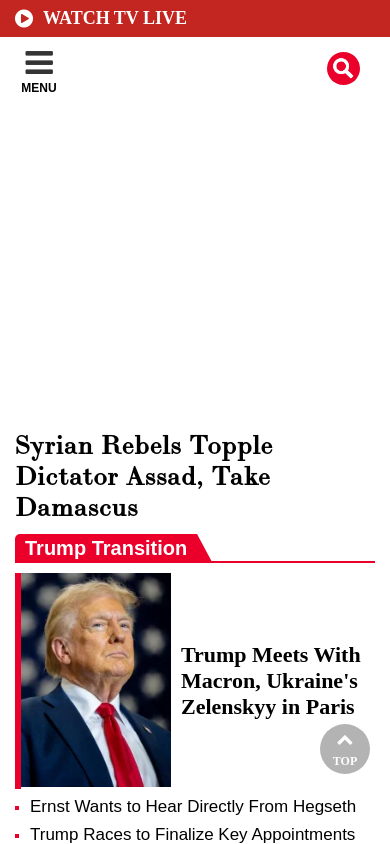 WATCH TV LIVE
MENU
Syrian Rebels Topple
Dictator Assad, Take
Damascus
Trump Transition
Trump Meets With
Macron, Ukraine's
Zelenskyy in Paris
TOP
Ernst Wants to Hear Directly From Hegseth
Trump Races to Finalize Key Appointments